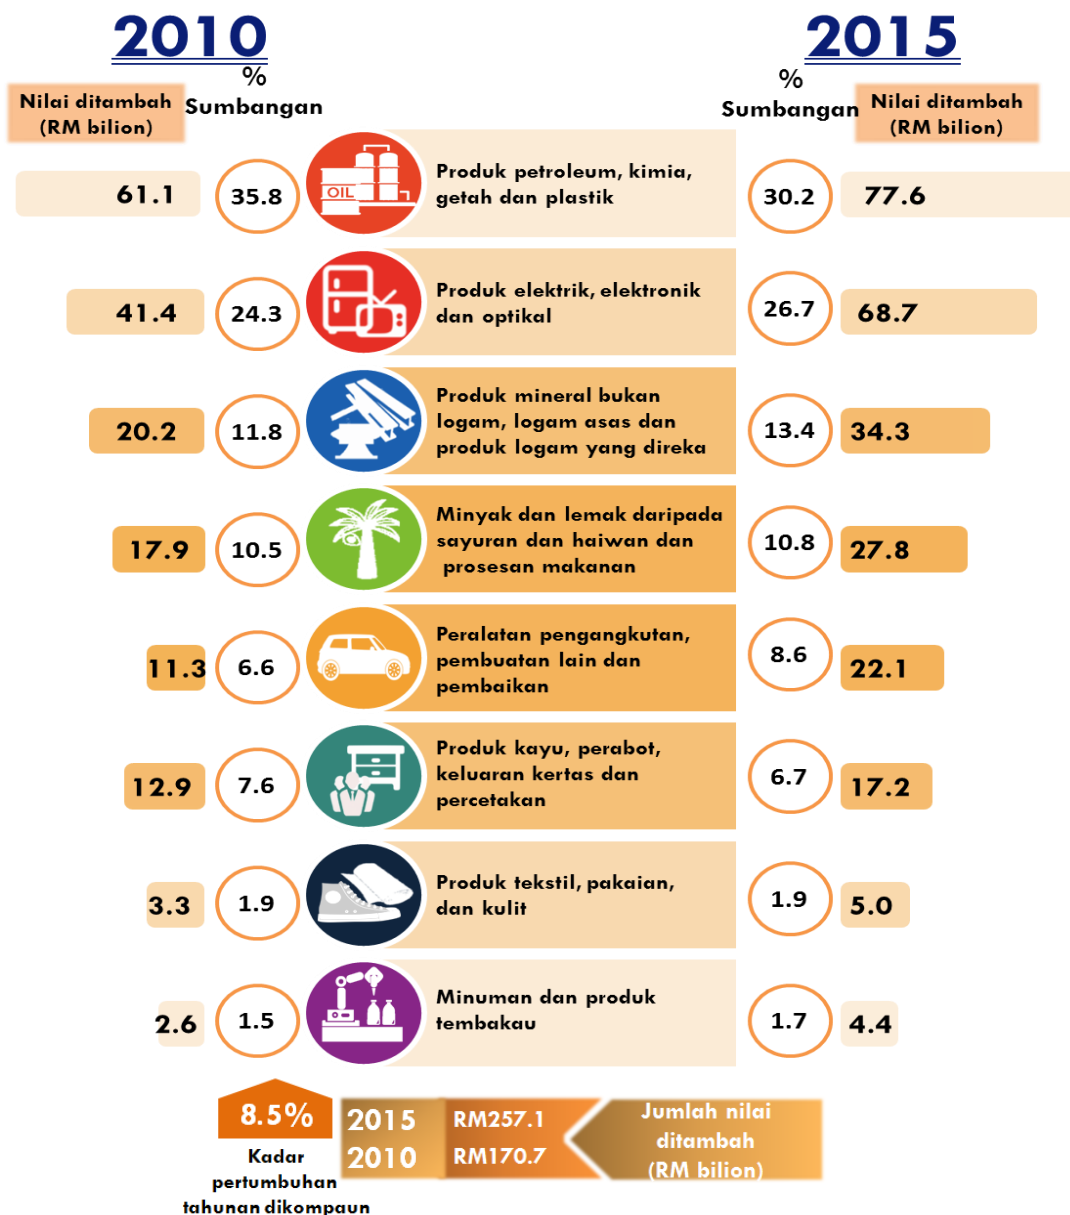 2010
2015
%
Sumbangan
Nilai ditambah
(RM bilion)
%
Sumbangan
Nilai ditambah
(RM bilion)
61.1
35.8
OIL
Produk petroleum, kimia,
getah dan plastik
30.2
77.6
41.4
24.3
Produk elektrik, elektronik
dan optikal
26.7
68.7
20.2
11.8
Produk mineral bukan
logam, logam asas dan
produk logam yang direka
13.4
34.3
17.9
10.5
Minyak dan lemak daripada
sayuran dan haiwan dan
prosesan makanan
10.8
27.8
11.3
6.6
Peralatan pengangkutan,
pembuatan lain dan
pembaikan
8.6
22.1
12.9
7.6
Produk kayu, perabot,
keluaran kertas dan
percetakan
6.7
17.2
3.3
1.9
Produk tekstil, pakaian,
dan kulit
1.9
5.0
2.6
1.5
Minuman dan produk
tembakau
1.7
4.4
8.5%
Kadar
pertumbuhan
tahunan dikompaun
2015
RM257.1
2010
RM170.7
Jumlah nilai
ditambah
(RM bilion)